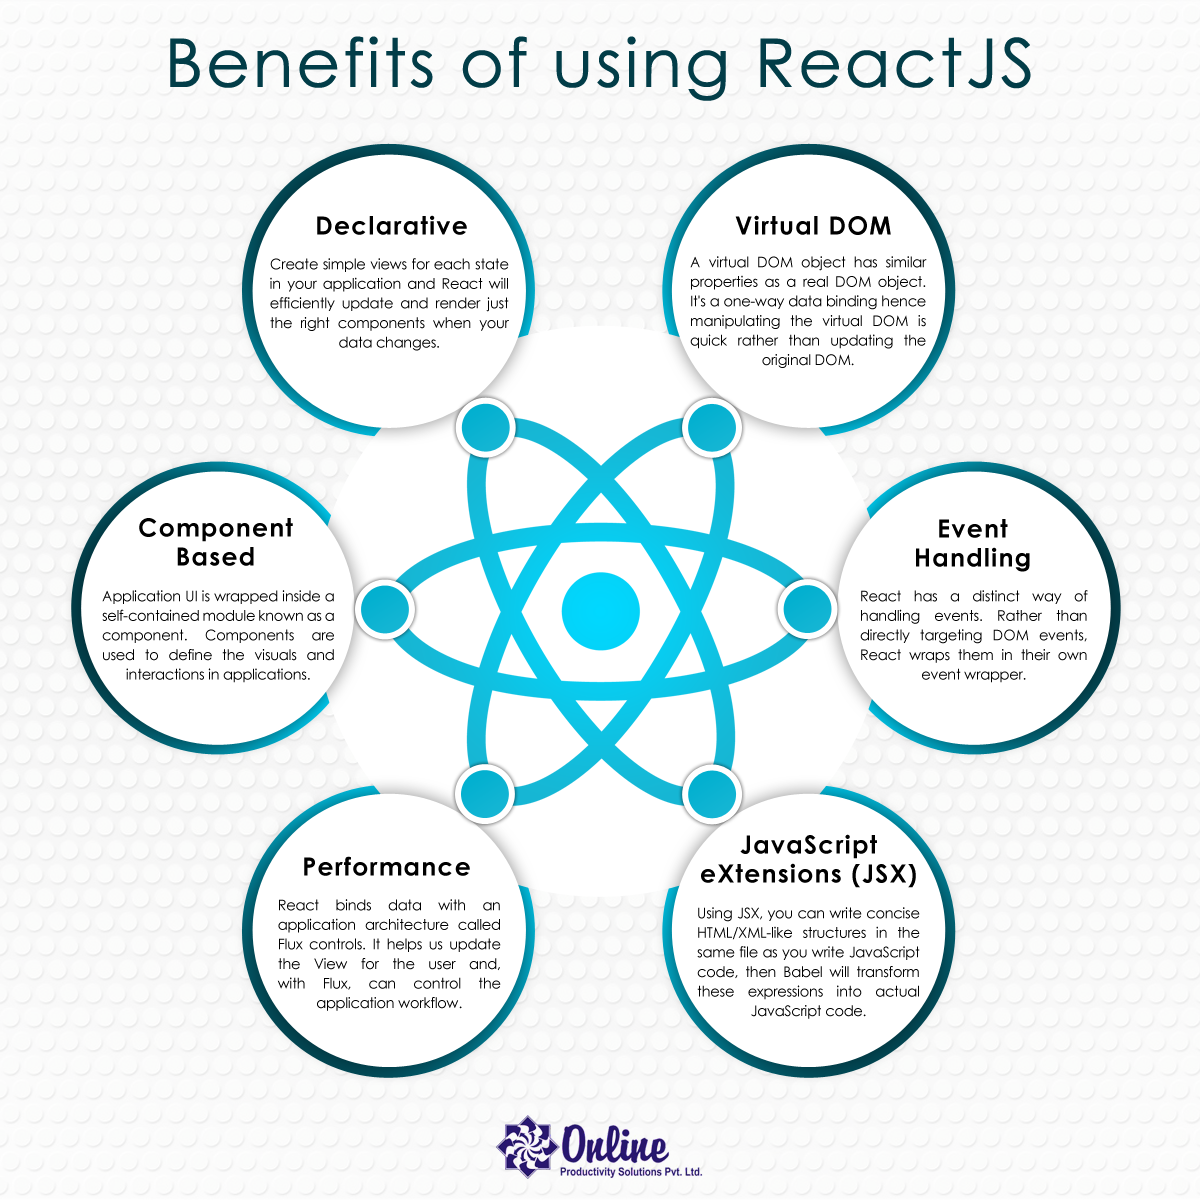 Benefits of using ReactJS
Declarative
Create simple views for each state
in your application and React will
efficiently update and render just
the right components when your
data changes.
Virtual DOM
A virtual DOM object has similar
properties as a real DOM object.
It's a one-way data binding hence
manipulating the virtual DOM is
quick rather than updating the
original DOM.
Component
Based
Application UI is wrapped inside a
self-contained module known as a
component. Components are
used to define the visuals and
interactions in applications.
Event
Handling
React has a distinct way of
handling events. Rather than
directly targeting DOM events,
React wraps them in their own
event wrapper.
Performance
React binds data with an
application architecture called
Flux controls. It helps us update
the View for the user and,
with Flux, can control the
application workflow.
JavaScript
eXtensions (JSX)
Using JSX, you can write concise
HTML/XML-like structures in the
same file as you write JavaScript
code, then Babel will transform
these expressions into actual
JavaScript code.
Online
Productivity Solutions Pvt. Ltd.